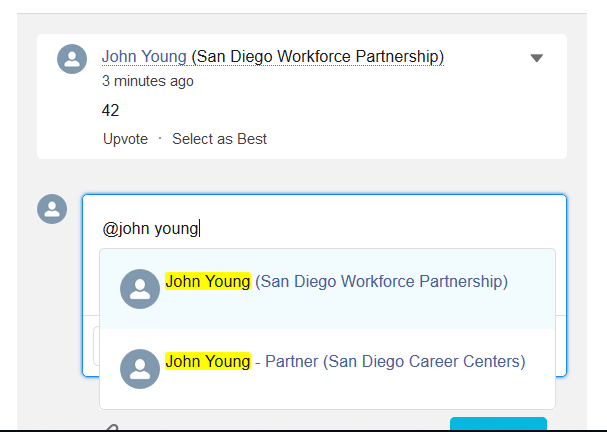 John Young (San Diego Workforce Partnership)
3 minutes ago
42
Upvote · Select as Best
@john young
John Young (San Diego Workforce Partnership)
John Young - Partner (San Diego Career Centers)